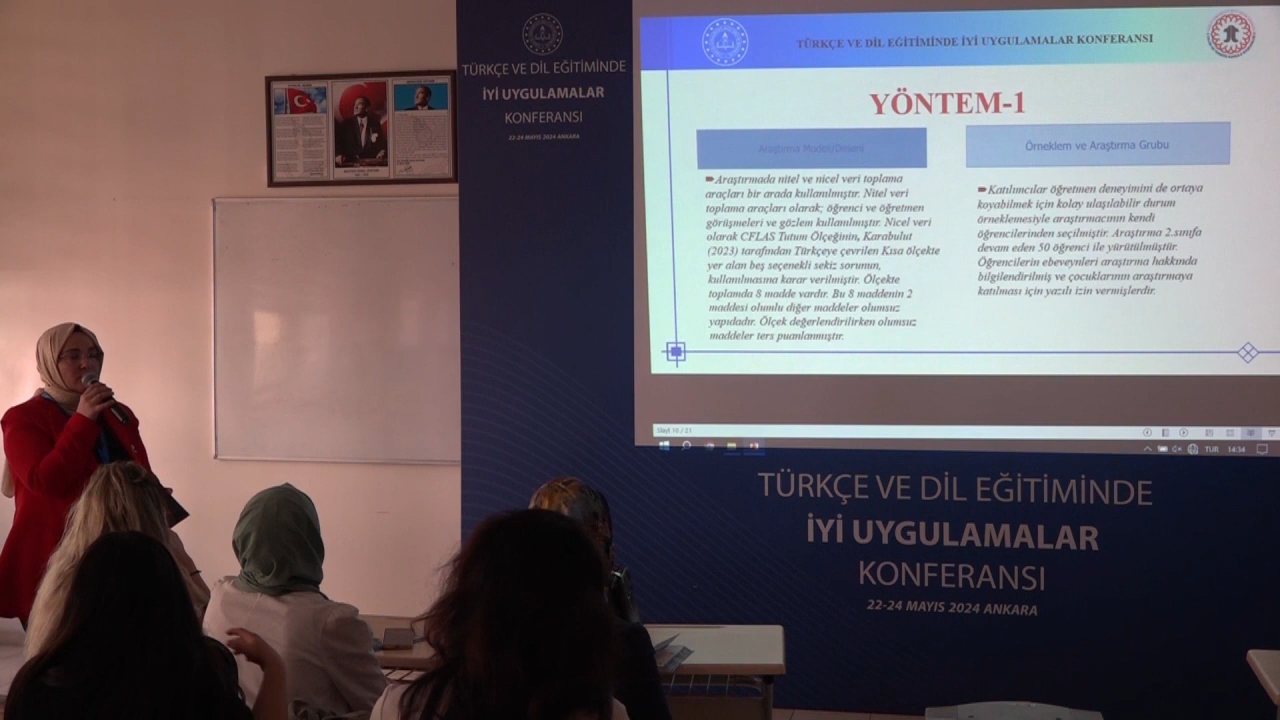 TÜRKÇE VE DİL EĞİTİMİNDE
İYİ UYGULAMALAR
KONFERANSI
22-24 MAYIS 2024 ANKARA
TÜRKÇE VE DİL EĞİTİMİNDE İYİ UYGULAMALAR KONFERANSI
YÖNTEM-1
Araştırma Modeli/Deseni
Araştırmada nitel ve nicel veri toplama
araçları bir arada kullanılmıştır. Nitel veri
toplama araçları olarak; öğrenci ve öğretmen
görüşmeleri ve gözlem kullanılmıştır. Nicel veri
olarak CFLAS Tutum Ölçeğinin, Karabulut
(2023) tarafından Türkçeye çevrilen Kısa ölçekte
yer alan beş seçenekli sekiz sorunun,
kullanılmasına karar verilmiştir. Ölçekte
toplamda 8 madde vardır. Bu 8 maddenin 2
maddesi olumlu diğer maddeler olumsuz
yapıdadır. Ölçek değerlendirilirken olumsuz
maddeler ters puanlanmıştır.
Örneklem ve Araştırma Grubu
Katılımcılar öğretmen deneyimini de ortaya
koyabilmek için kolay ulaşılabilir durum
örneklemesiyle araştırmacının kendi
öğrencilerinden seçilmiştir. Araştırma 2.sınıfa
devam eden 50 öğrenci ile yürütülmüştür.
Öğrencilerin ebeveynleri araştırma hakkında
bilgilendirilmiş ve çocuklarının araştırmaya
katılması için yazılı izin vermişlerdir.
Slayt 10 / 21
TUR 14:34
TÜRKÇE VE DİL EĞİTİMİNDE
İYİ UYGULAMALAR
KONFERANSI
22-24 MAYIS 2024 ANKARA